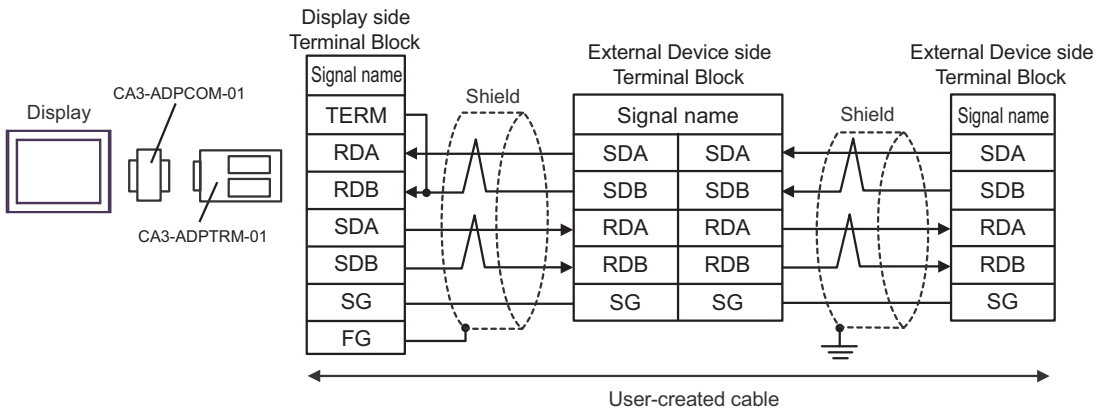 Display side
Terminal Block
External Device side
Terminal Block
External Device side
Terminal Block
Signal name
CA3-ADPCOM-01
Shield
Display
TERM
Signal name
Shield
Signal name
RDA
SDA
SDA
SDA
RDB
SDB
SDB
SDB
SDA
RDA
RDA
RDA
CA3-ADPTRM-01
SDB
RDB
RDB
RDB
SG
SG
SG
SG
FG
User-created cable